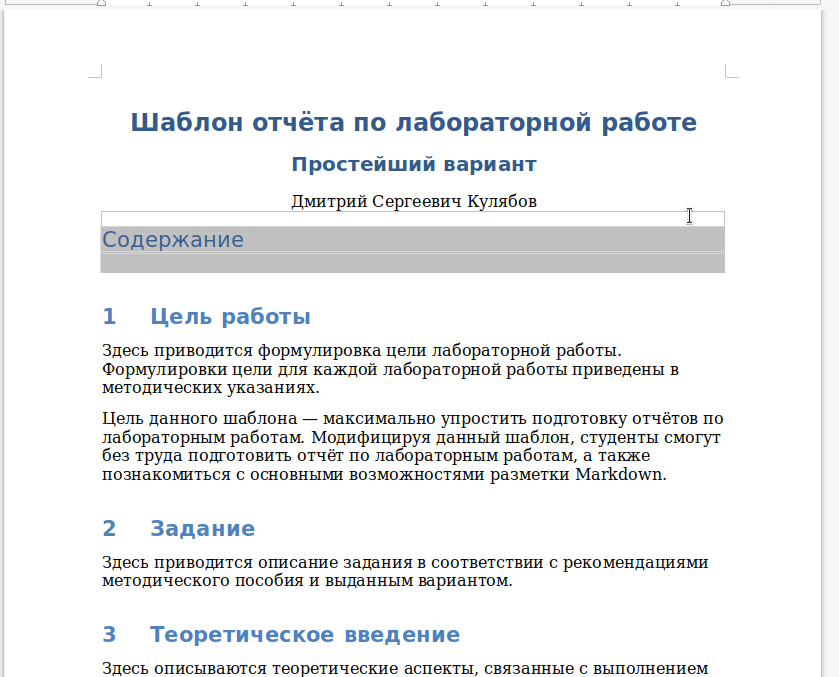 Шаблон отчёта по лабораторной работе
Простейший вариант
Дмитрий Сергеевич Кулябов
Содержание
1 Цель работы
Здесь приводится формулировка цели лабораторной работы.
Формулировки цели для каждой лабораторной работы приведены в
методических указаниях.
Цель данного шаблона — максимально упростить подготовку отчётов по
лабораторным работам. Модифицируя данный шаблон, студенты смогут
без труда подготовить отчёт по лабораторным работам, а также
познакомиться с основными возможностями разметки Markdown.
2 Задание
Здесь приводится описание задания в соответствии с рекомендациями
методического пособия и выданным вариантом.
3 Теоретическое введение
Здесь описываются теоретические аспекты, связанные с выполнением